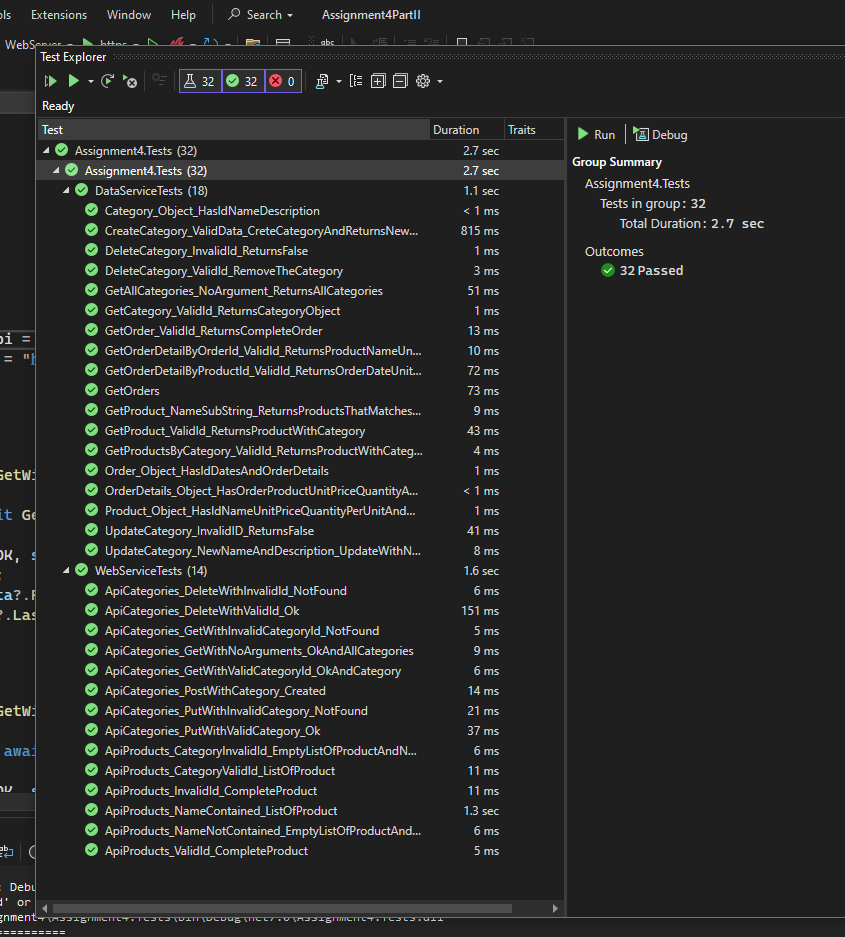 ols Extensions Window Help Search Assignment4PartII
WebServer https
Test Explorer
32 32 0
Ready
Test Duration Traits
Assignment4.Tests (32) 2.7 sec
Assignment4.Tests (32) 2.7 sec
DataServiceTests (18) 1.1 sec
Category_Object_HasIdNameDescription < 1 ms
CreateCategory_ValidData_CreteCategoryAndReturnsNew... 815 ms
DeleteCategory_InvalidId_ReturnsFalse 1 ms
DeleteCategory_ValidId_RemoveTheCategory 3 ms
GetAllCategories_NoArgument_ReturnsAllCategories 51 ms
GetCategory_ValidId_ReturnsCategoryObject 1 ms
GetOrder_ValidId_ReturnsCompleteOrder 13 ms
GetOrderDetailByOrderId_ValidId_ReturnsProductNameUn... 10 ms
GetOrderDetailByProductId_ValidId_ReturnsOrderDateUnit... 72 ms
GetOrders 73 ms
GetProduct_NameSubString_ReturnsProductsThatMatches... 9 ms
GetProduct_ValidId_ReturnsProductWithCategory 43 ms
GetProductsByCategory_ValidId_ReturnsProductWithCateg... 4 ms
Order_Object_HasIdDatesAndOrderDetails 1 ms
OrderDetails_Object_HasOrderProductUnitPriceQuantityA... < 1 ms
Product_Object_HasIdNameUnitPriceQuantityPerUnitAnd... 1 ms
UpdateCategory_InvalidID_ReturnsFalse 41 ms
UpdateCategory_NewNameAndDescription_UpdateWithN... 8 ms
WebServiceTests (14) 1.6 sec
ApiCategories_DeleteWithInvalidId_NotFound 6 ms
ApiCategories_DeleteWithValidId_Ok 151 ms
ApiCategories_GetWithInvalidCategoryId_NotFound 5 ms
ApiCategories_GetWithNoArguments_OkAndAllCategories 9 ms
ApiCategories_GetWithValidCategoryId_OkAndCategory 6 ms
ApiCategories_PostWithCategory_Created 14 ms
ApiCategories_PutWithInvalidCategory_NotFound 21 ms
ApiCategories_PutWithValidCategory_Ok 37 ms
ApiProducts_CategoryInvalidId_EmptyListOfProductAndN... 6 ms
ApiProducts_CategoryValidId_ListOfProduct 11 ms
ApiProducts_InvalidId_CompleteProduct 11 ms
ApiProducts_NameContained_ListOfProduct 1.3 sec
ApiProducts_NameNotContained_EmptyListOfProductAnd... 6 ms
ApiProducts_ValidId_CompleteProduct 5 ms
Run Debug
Group Summary
Assignment4.Tests
Tests in group: 32
Total Duration: 2.7 sec
Outcomes
32 Passed
pi =
= "h
GetWi
it Ge
OK, s
ta?.F
?.Las
GetWi
awai
OK, s
: Debu
d' or
gnment4\Assignment4.Tests\bin\Debug\net7.0\Assignment4.Tests.dll
==========